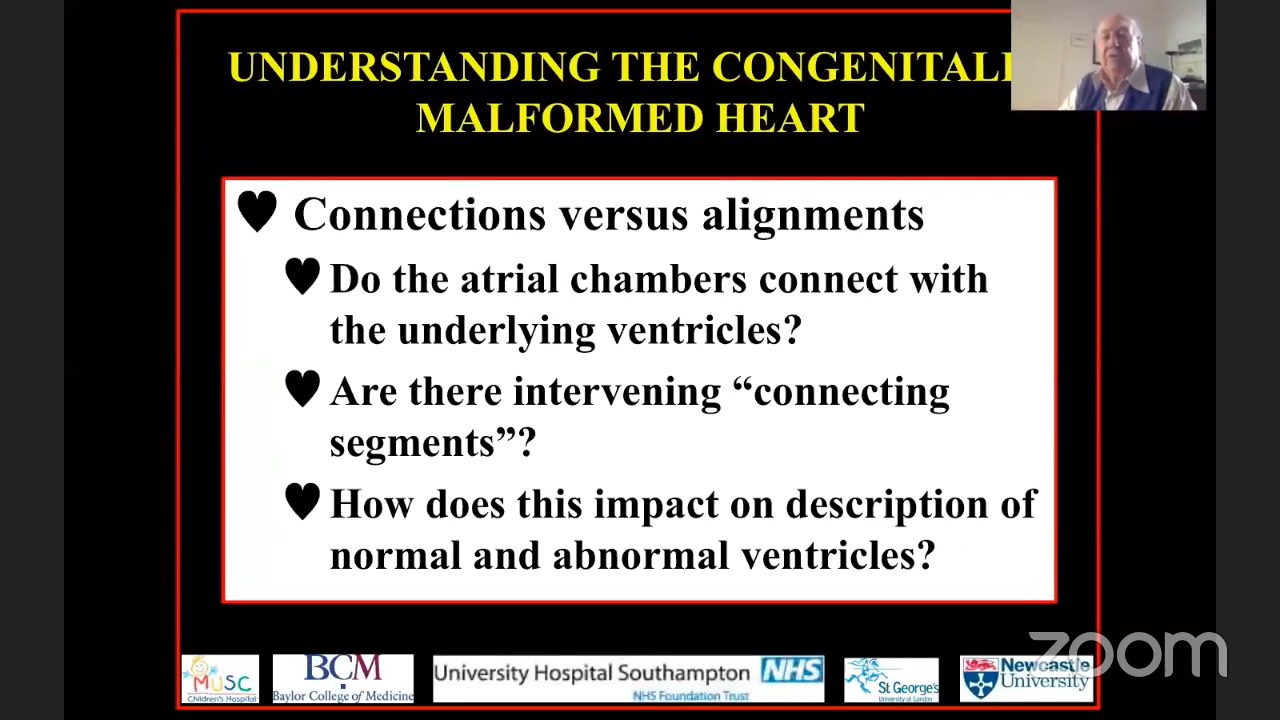 UNDERSTANDING THE CONGENITALL
MALFORMED HEART
Connections versus alignments
Do the atrial chambers connect with
the underlying ventricles?
Are there intervening “connecting
segments”?
How does this impact on description of
normal and abnormal ventricles?
zoom
MUSC
Children's Hospital
BCM
Baylor College of Medicine
University Hospital Southampton NHS
NHS Foundation Trust
St George's
University of London
Newcastle
University